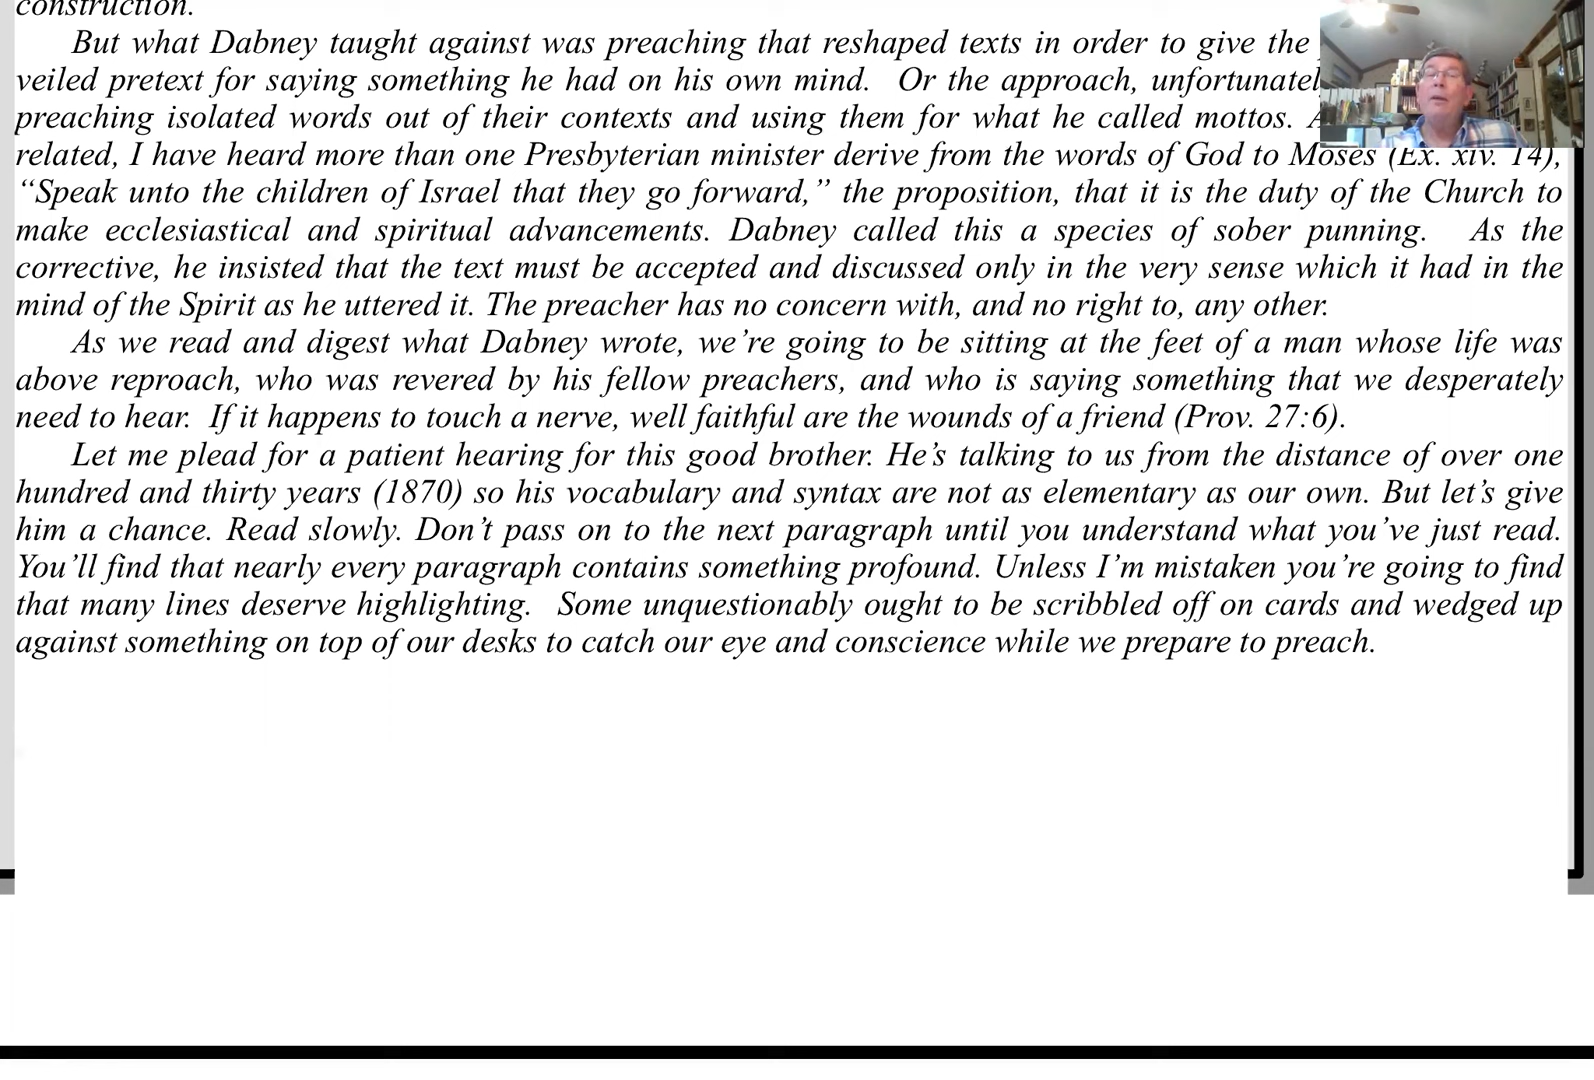 construction.
But what Dabney taught against was preaching that reshaped texts in order to give the
veiled pretext for saying something he had on his own mind. Or the approach, unfortunatel
preaching isolated words out of their contexts and using them for what he called mottos.
related, I have heard more than one Presbyterian minister derive from the words of God to Moses (Ex. xiv. 14),
“Speak unto the children of Israel that they go forward,” the proposition, that it is the duty of the Church to
make ecclesiastical and spiritual advancements. Dabney called this a species of sober punning. As the
corrective, he insisted that the text must be accepted and discussed only in the very sense which it had in the
mind of the Spirit as he uttered it. The preacher has no concern with, and no right to, any other.
As we read and digest what Dabney wrote, we’re going to be sitting at the feet of a man whose life was
above reproach, who was revered by his fellow preachers, and who is saying something that we desperately
need to hear. If it happens to touch a nerve, well faithful are the wounds of a friend (Prov. 27:6).
Let me plead for a patient hearing for this good brother. He’s talking to us from the distance of over one
hundred and thirty years (1870) so his vocabulary and syntax are not as elementary as our own. But let’s give
him a chance. Read slowly. Don’t pass on to the next paragraph until you understand what you’ve just read.
You’ll find that nearly every paragraph contains something profound. Unless I’m mistaken you’re going to find
that many lines deserve highlighting. Some unquestionably ought to be scribbled off on cards and wedged up
against something on top of our desks to catch our eye and conscience while we prepare to preach.